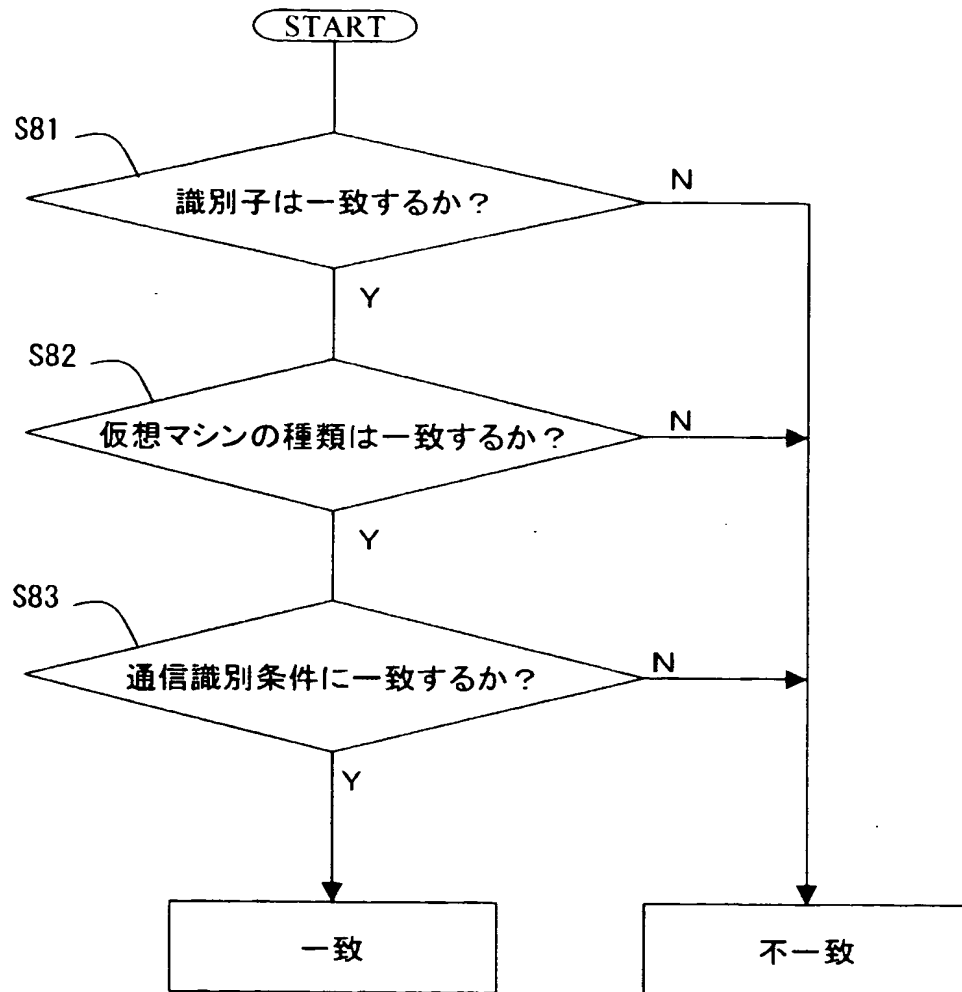 START
S81
識別子は一致するか？
N
Y
S82
仮想マシンの種類は一致するか？
N
Y
S83
通信識別条件に一致するか？
N
Y
一致
不一致